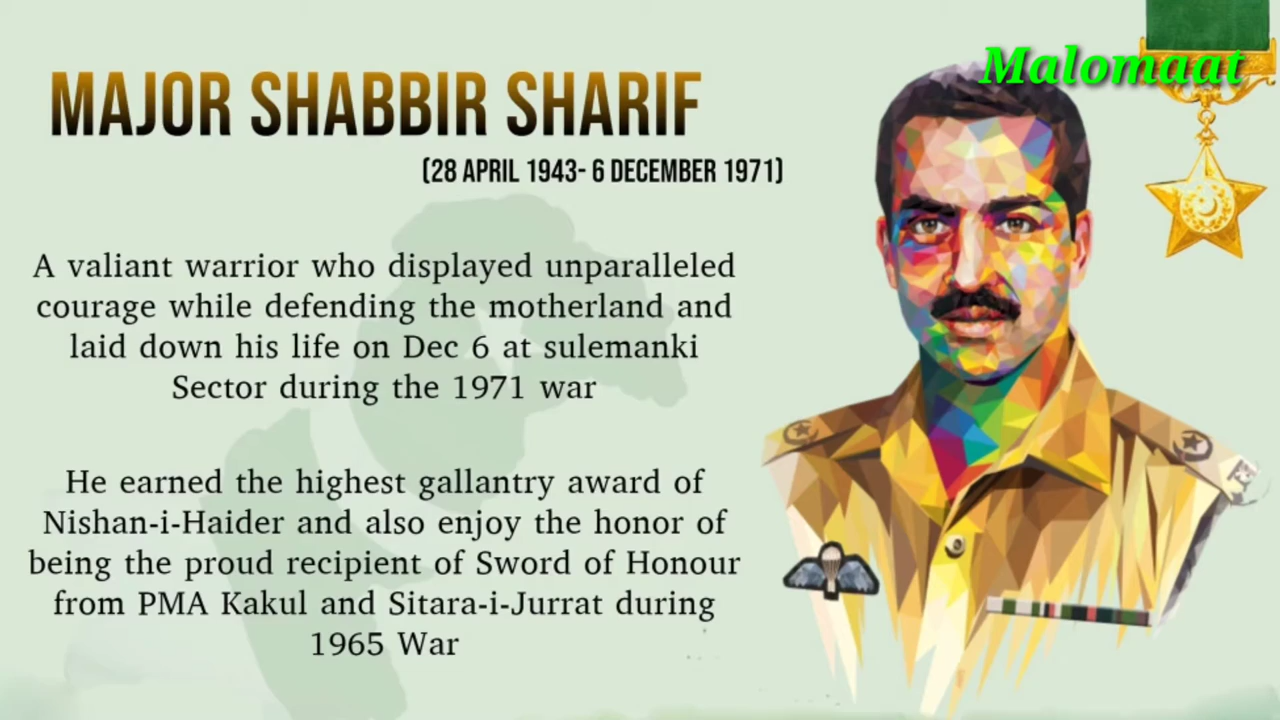 Malomaat
MAJOR SHABBIR SHARIF
(28 APRIL 1943- 6 DECEMBER 1971)
A valiant warrior who displayed unparalleled
courage while defending the motherland and
laid down his life on Dec 6 at sulemanki
Sector during the 1971 war
He earned the highest gallantry award of
Nishan-i-Haider and also enjoy the honor of
being the proud recipient of Sword of Honour
from PMA Kakul and Sitara-i-Jurrat during
1965 War